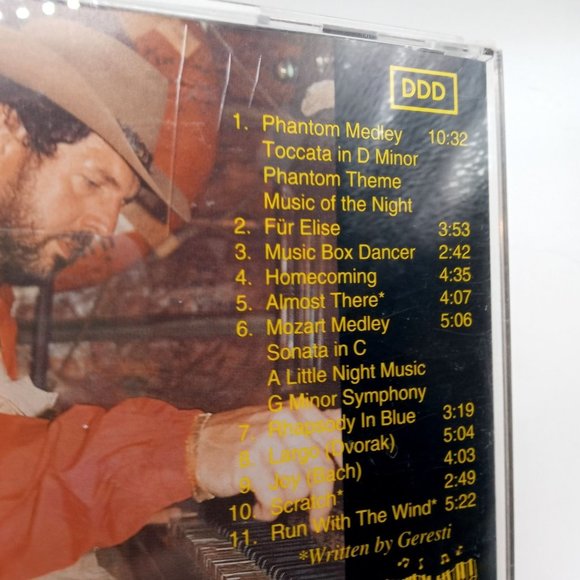 DDD
1. Phantom Medley 10:32
Toccata in D Minor
Phantom Theme
Music of the Night
2. Für Elise 3:53
3. Music Box Dancer 2:42
4. Homecoming 4:35
5. Almost There* 4:07
6. Mozart Medley 5:06
Sonata in C
A Little Night Music
G Minor Symphony
7. Rhapsody In Blue 3:19
8. Largo (Dvorak) 5:04
9. Joy (Bach) 4:03
10. Scratch* 2:49
11. Run With The Wind* 5:22
*Written by Geresti